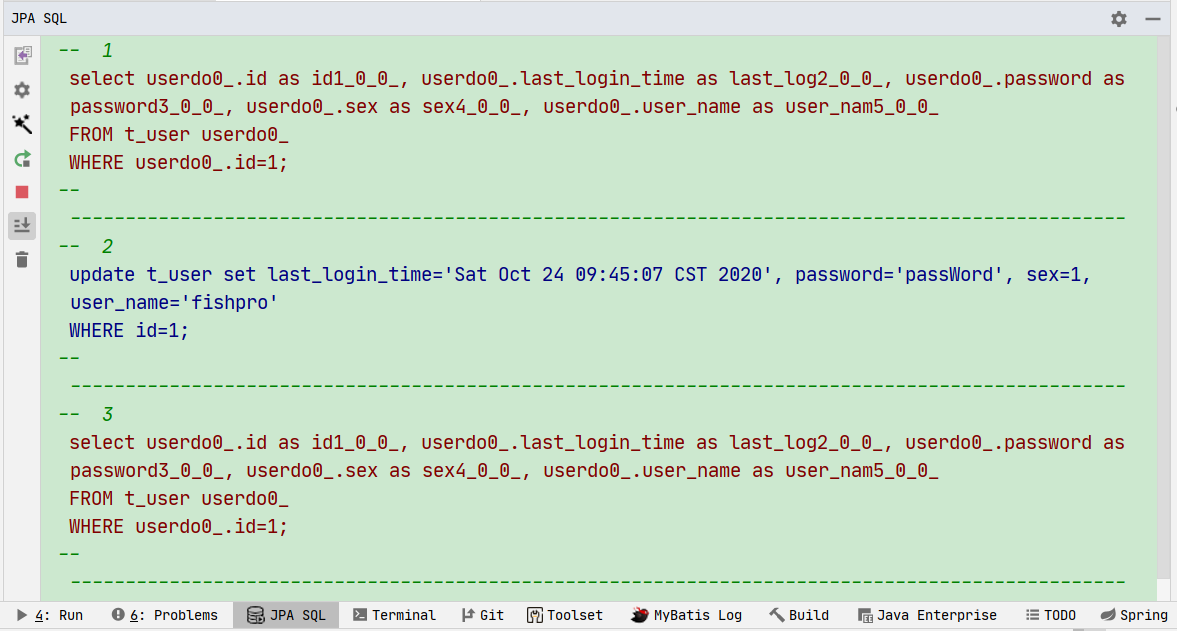 JPA SQL
-- 1
select userdo0_.id as id1_0_0_, userdo0_.last_login_time as last_log2_0_0_, userdo0_.password as
password3_0_0_, userdo0_.sex as sex4_0_0_, userdo0_.user_name as user_nam5_0_0_
FROM t_user userdo0_
WHERE userdo0_.id=1;
--
------------------------------------------------------------------------------------------------
-- 2
update t_user set last_login_time='Sat Oct 24 09:45:07 CST 2020', password='passWord', sex=1,
user_name='fishpro'
WHERE id=1;
--
------------------------------------------------------------------------------------------------
-- 3
select userdo0_.id as id1_0_0_, userdo0_.last_login_time as last_log2_0_0_, userdo0_.password as
password3_0_0_, userdo0_.sex as sex4_0_0_, userdo0_.user_name as user_nam5_0_0_
FROM t_user userdo0_
WHERE userdo0_.id=1;
--
------------------------------------------------------------------------------------------------
4: Run 6: Problems JPA SQL Terminal Git Toolset MyBatis Log Build Java Enterprise TODO Spring